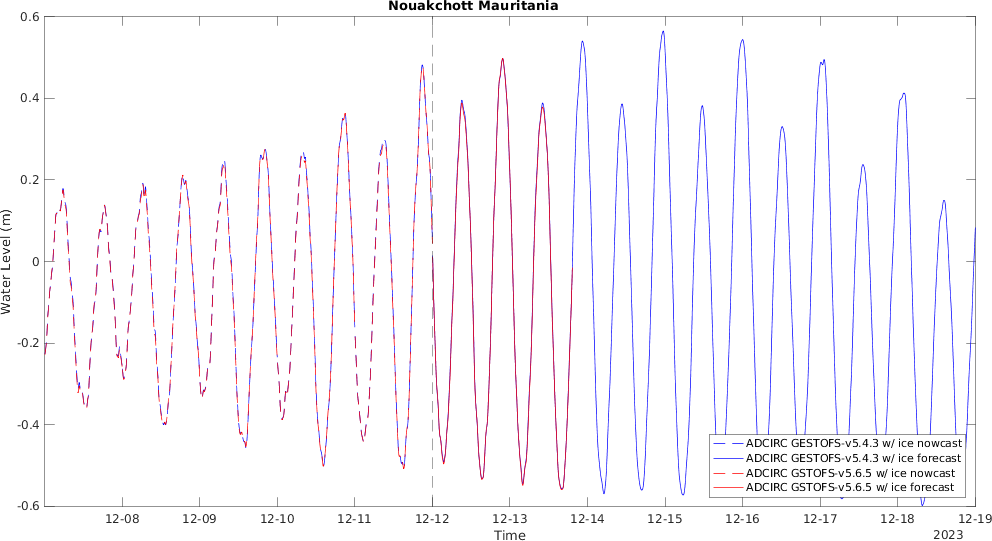 Nouakchott Mauritania
0.6
0.4
0.2
0
-0.2
-0.4
-0.6
Water Level (m)
ADCIRC GESTOFS-v5.4.3 w/ ice nowcast
ADCIRC GESTOFS-v5.4.3 w/ ice forecast
ADCIRC GSTOFS-v5.6.5 w/ ice nowcast
ADCIRC GSTOFS-v5.6.5 w/ ice forecast
12-08 12-09 12-10 12-11 12-12 12-13 12-14 12-15 12-16 12-17 12-18 12-19
Time
2023